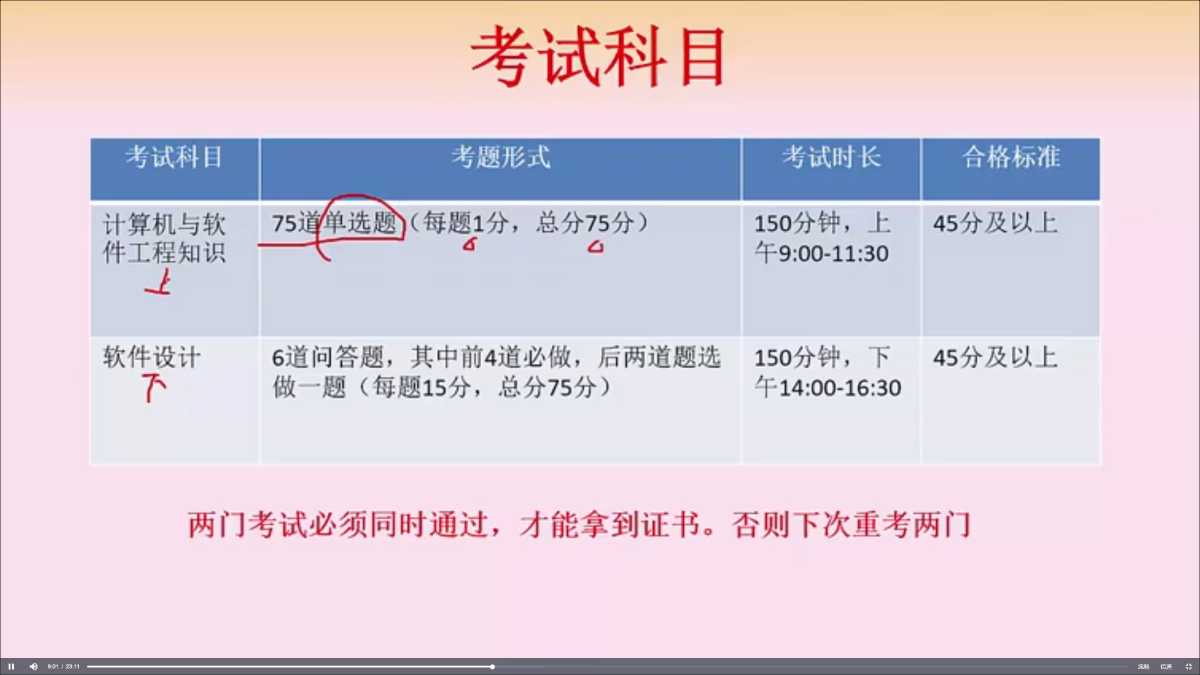 考试科目
考试科目
考题形式
考试时长
合格标准
计算机与软
件工程知识
上
75道单选题（每题1分，总分75分）
150分钟，上
午9:00-11:30
45分及以上
软件设计
下
6道问答题，其中前4道必做，后两道题选
做一题（每题15分，总分75分）
150分钟，下
午14:00-16:30
45分及以上
两门考试必须同时通过，才能拿到证书。否则下次重考两门